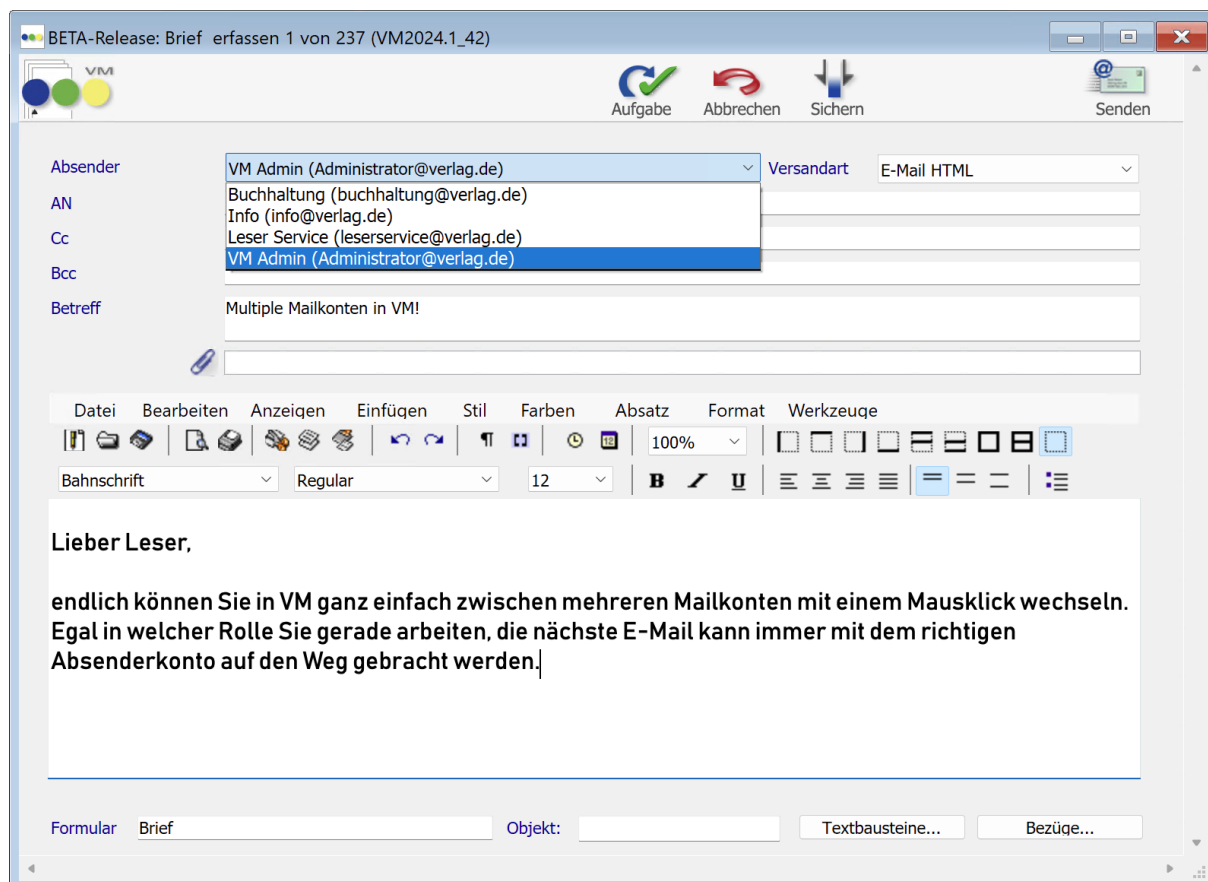 BETA-Release: Brief erfassen 1 von 237 (VM2024.1_42)
VM
Aufgabe Abbrechen Sichern Senden
Absender VM Admin (Administrator@verlag.de) Versandart E-Mail HTML
Buchhaltung (buchhaltung@verlag.de)
AN
Info (info@verlag.de)
Cc Leser Service (leserservice@verlag.de)
VM Admin (Administrator@verlag.de)
Bcc
Betreff Multiple Mailkonten in VM!
Datei Bearbeiten Anzeigen Einfügen Stil Farben Absatz Format Werkzeuge
12 100%
Bahnschrift Regular 12 B I U
Lieber Leser,
endlich können Sie in VM ganz einfach zwischen mehreren Mailkonten mit einem Mausklick wechseln.
Egal in welcher Rolle Sie gerade arbeiten, die nächste E-Mail kann immer mit dem richtigen
Absenderkonto auf den Weg gebracht werden.
Formular Brief Objekt: Textbausteine... Bezüge...